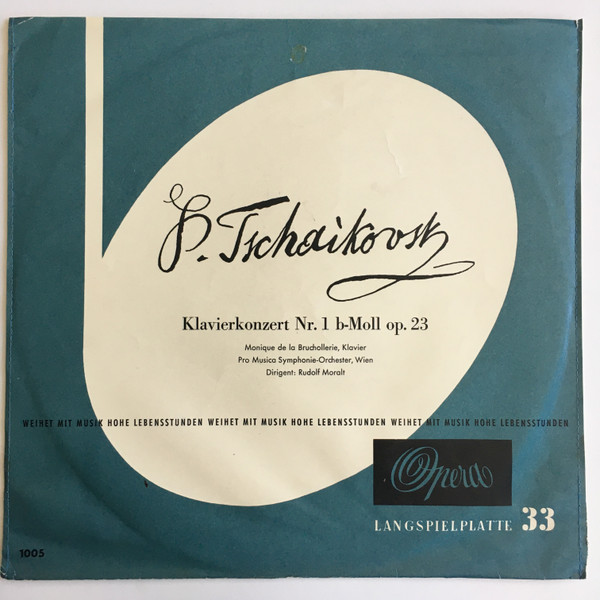 P. Tschaikovsky
Klavierkonzert Nr. 1 b-Moll op. 23
Monique de la Bruchollerie, Klavier
Pro Musica Symphonie-Orchester, Wien
Dirigent: Rudolf Moralt
WEIHET MIT MUSIK HOHE LEBENSSTUNDEN WEIHET MIT MUSIK HOHE LEBENSSTUNDEN WEIHET MIT MUSIK HOHE LEBENSSTUNDEN
Opera
LANGSPIELPLATTE 33
1005